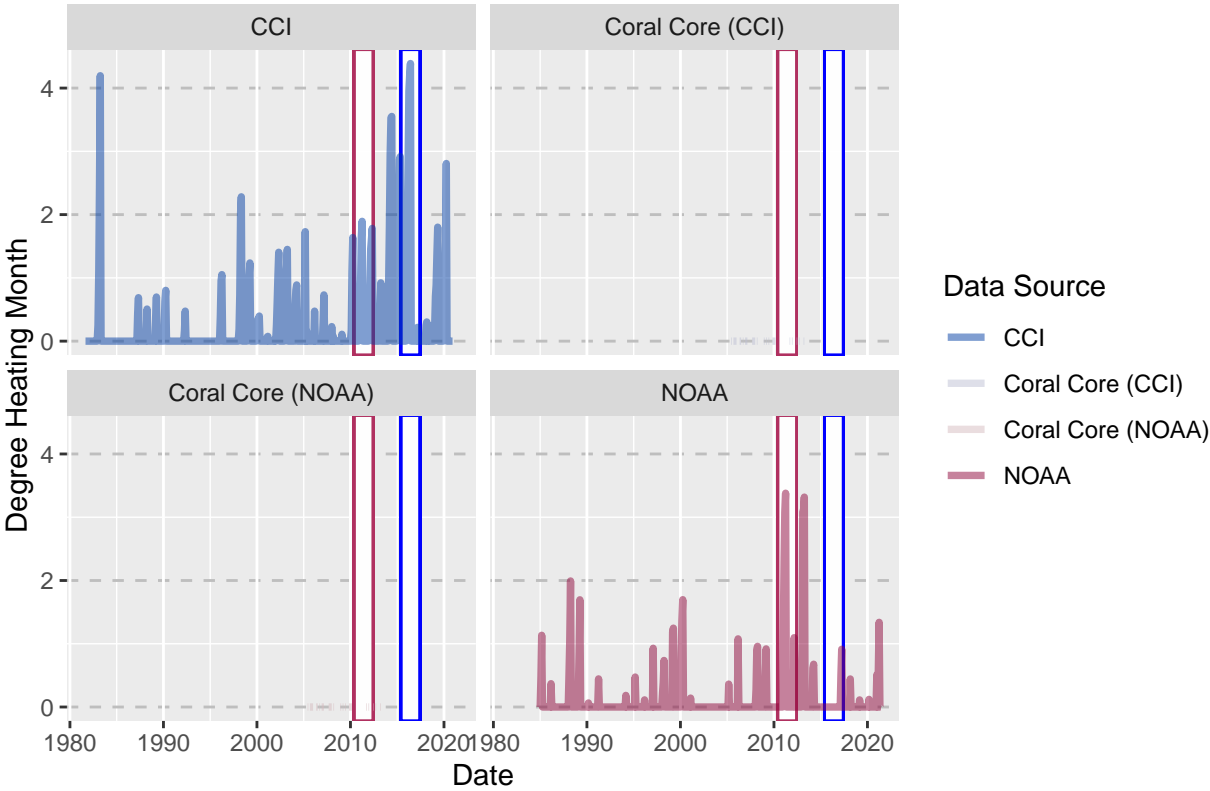 CCI
Coral Core (CCI)
4
2
0
Coral Core (NOAA)
NOAA
4
2
0
1980 1990 2000 2010 2020 1980 1990 2000 2010 2020
Date
Degree Heating Month
Data Source
CCI
Coral Core (CCI)
Coral Core (NOAA)
NOAA